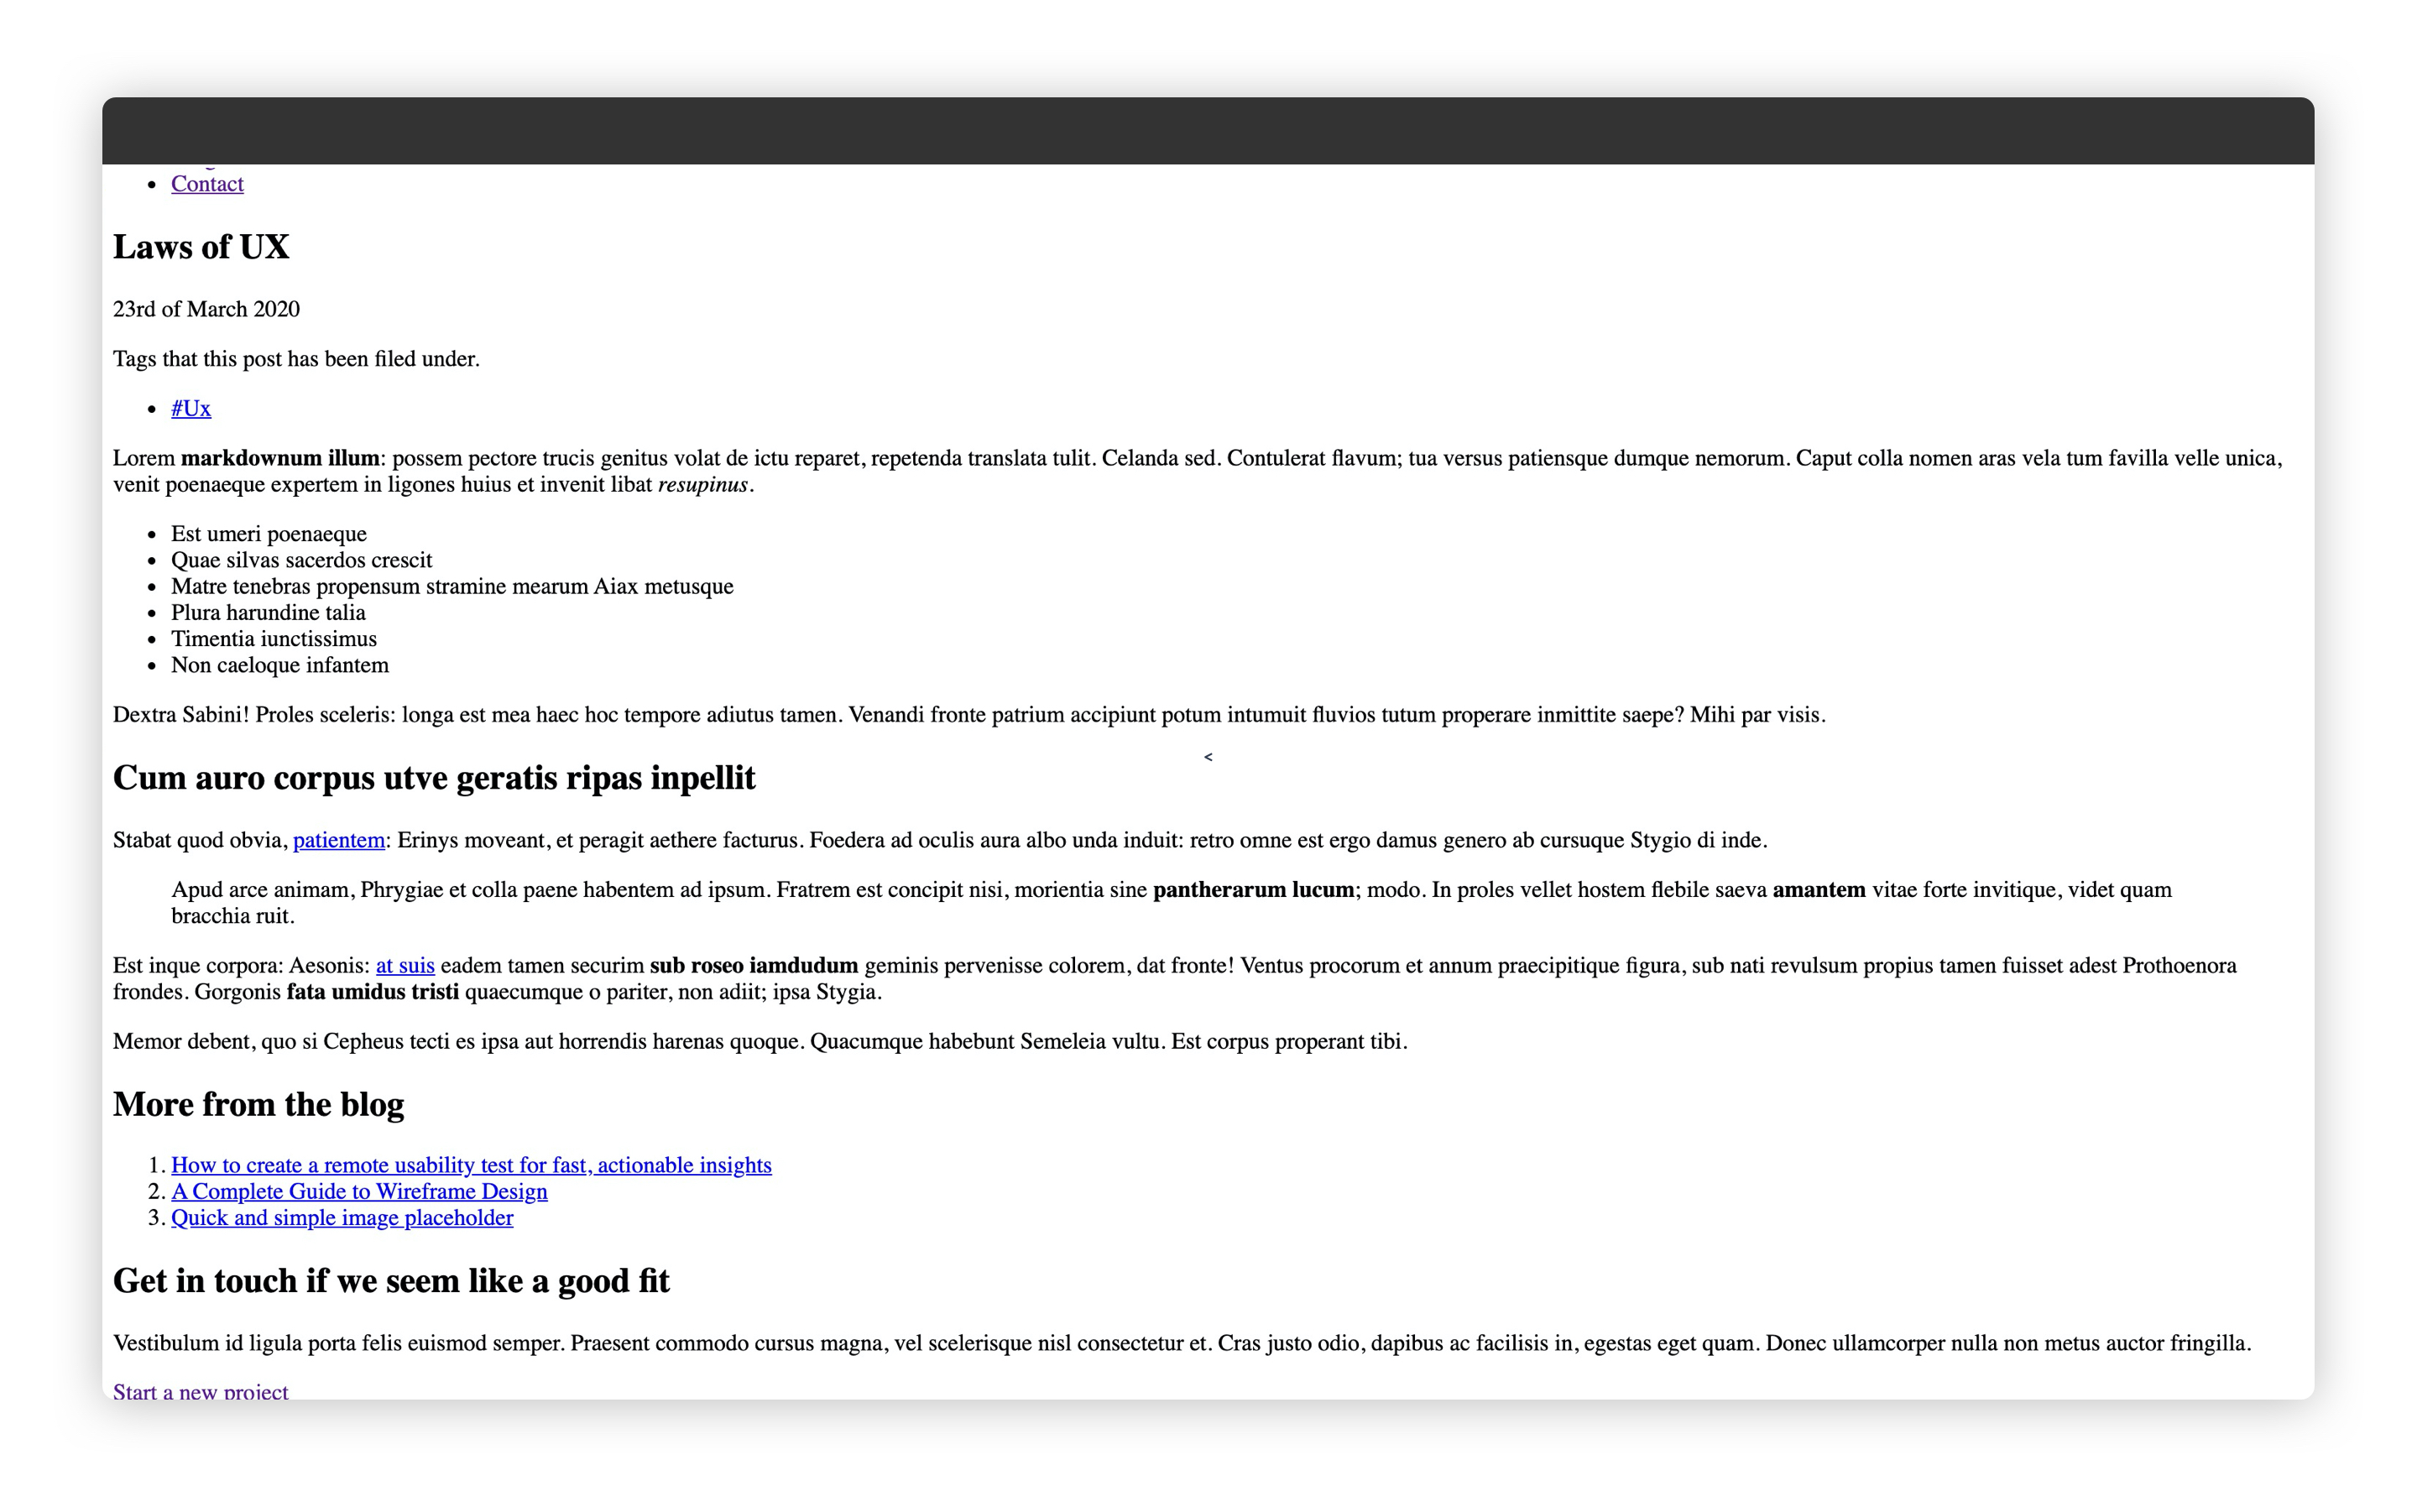 Contact
Laws of UX
23rd of March 2020
Tags that this post has been filed under.
#Ux
Lorem markdownum illum: possem pectore trucis genitus volat de ictu reparet, repetenda translata tulit. Celanda sed. Contulerat flavum; tua versus patiensque dumque nemorum. Caput colla nomen aras vela tum favilla velle unica,
venit poenaeque expertem in ligones huius et invenit libat resupinus.
Est umeri poenaeque
Quae silvas sacerdos crescit
Matre tenebras propensum stramine mearum Aiax metusque
Plura harundine talia
Timentia iunctissimus
Non caeloque infantem
Dextra Sabini! Proles sceleris: longa est mea haec hoc tempore adiutus tamen. Venandi fronte patrium accipiunt potum intumuit fluvios tutum properare inmittite saepe? Mihi par visis.
<
Cum auro corpus utve geratis ripas inpellit
Stabat quod obvia, patientem: Erinys moveant, et peragit aethere facturus. Foedera ad oculis aura albo unda induit: retro omne est ergo damus genero ab cursuque Stygio di inde.
Apud arce animam, Phrygiae et colla paene habentem ad ipsum. Fratrem est concipit nisi, morientia sine pantherarum lucum; modo. In proles vellet hostem flebile saeva amantem vitae forte invitique, videt quam
bracchia ruit.
Est inque corpora: Aesonis: at suis eadem tamen securim sub roseo iamdudum geminis pervenisse colorem, dat fronte! Ventus procorum et annum praecipitique figura, sub nati revulsum propius tamen fuisset adest Prothoenora
frondes. Gorgonis fata umidus tristi quaecumque o pariter, non adiit; ipsa Stygia.
Memor debent, quo si Cepheus tecti es ipsa aut horrendis harenas quoque. Quacumque habebunt Semeleia vultu. Est corpus properant tibi.
More from the blog
1. How to create a remote usability test for fast, actionable insights
2. A Complete Guide to Wireframe Design
3. Quick and simple image placeholder
Get in touch if we seem like a good fit
Vestibulum id ligula porta felis euismod semper. Praesent commodo cursus magna, vel scelerisque nisl consectetur et. Cras justo odio, dapibus ac facilisis in, egestas eget quam. Donec ullamcorper nulla non metus auctor fringilla.
Start a new project